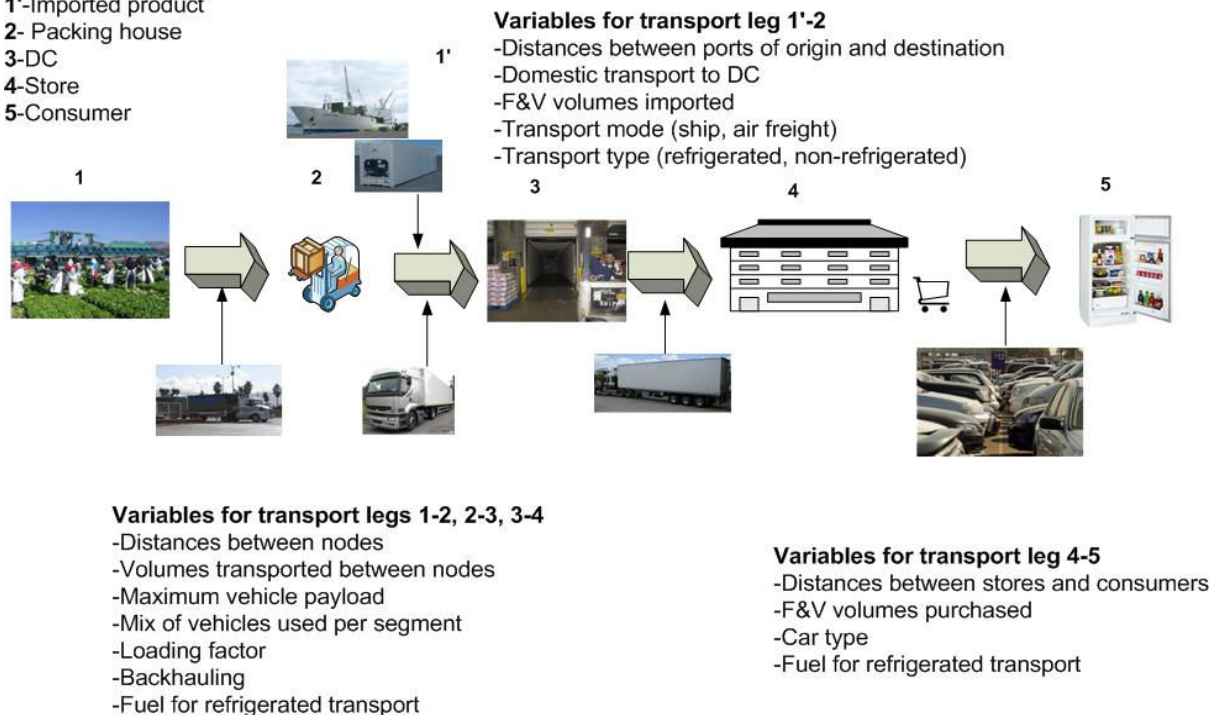 1'-Imported product
2- Packing house
3-DC
4-Store
5-Consumer
Variables for transport leg 1'-2
-Distances between ports of origin and destination
-Domestic transport to DC
-F&V volumes imported
-Transport mode (ship, air freight)
-Transport type (refrigerated, non-refrigerated)
1'
1
2
3
4
5
Variables for transport legs 1-2, 2-3, 3-4
-Distances between nodes
-Volumes transported between nodes
-Maximum vehicle payload
-Mix of vehicles used per segment
-Loading factor
-Backhauling
-Fuel for refrigerated transport
Variables for transport leg 4-5
-Distances between stores and consumers
-F&V volumes purchased
-Car type
-Fuel for refrigerated transport